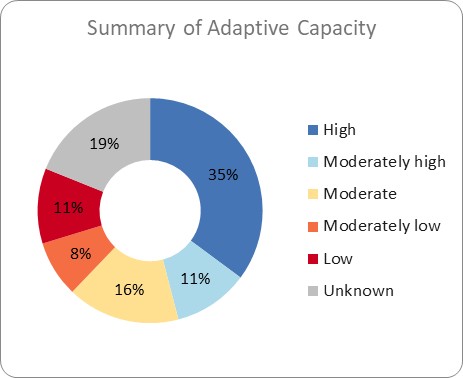 Summary of Adaptive Capacity
19%
35%
11%
8%
16%
11%
High
Moderately high
Moderate
Moderately low
Low
Unknown